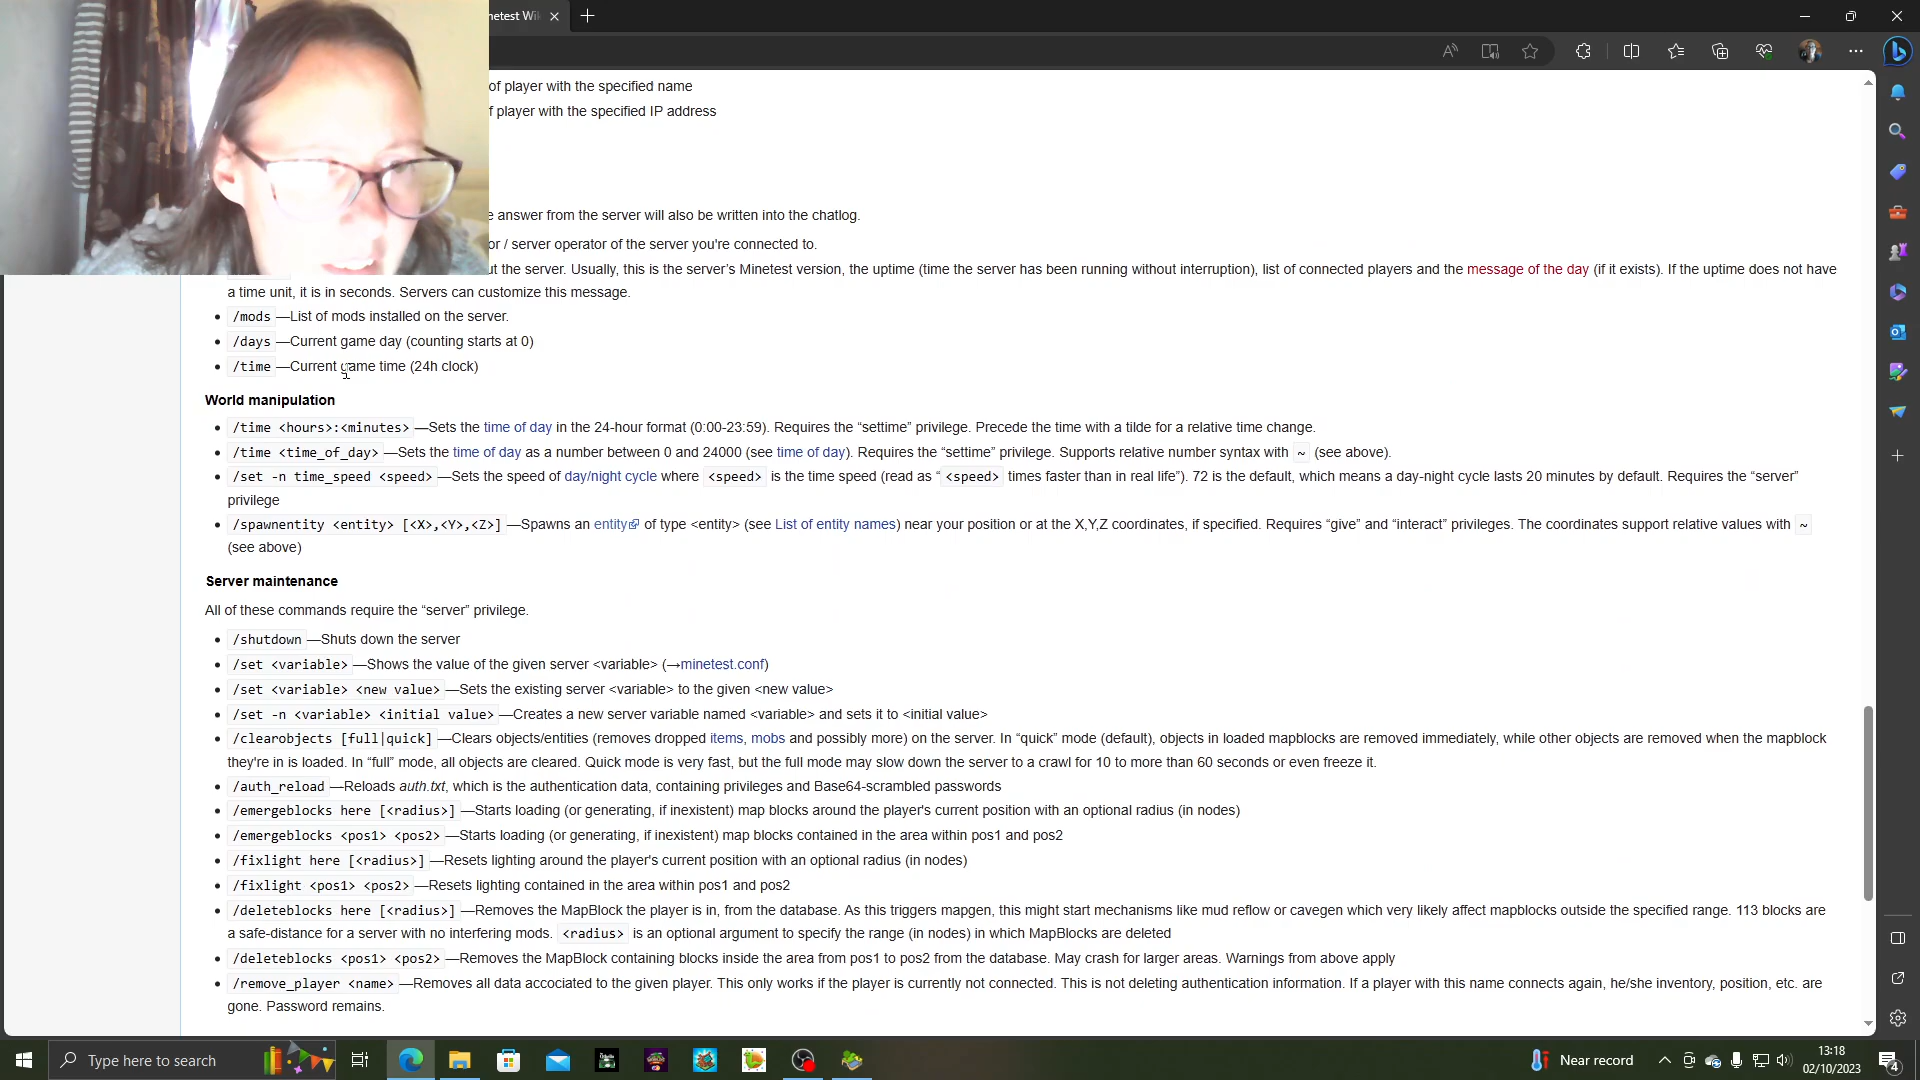 netest Wi
of player with the specified name
f player with the specified IP address
e answer from the server will also be written into the chatlog.
or / server operator of the server you're connected to.
ut the server. Usually, this is the server's Minetest version, the uptime (time the server has been running without interruption), list of connected players and the message of the day (if it exists). If the uptime does not have
a time unit, it is in seconds. Servers can customize this message.
• /mods —List of mods installed on the server.
• /days —Current game day (counting starts at 0)
• /time —Current game time (24h clock)
World manipulation
• /time <hours>:<minutes> —Sets the time of day in the 24-hour format (0:00-23:59). Requires the “settime” privilege. Precede the time with a tilde for a relative time change.
• /time <time_of_day> —Sets the time of day as a number between 0 and 24000 (see time of day). Requires the “settime” privilege. Supports relative number syntax with ~ (see above).
• /set -n time_speed <speed> —Sets the speed of day/night cycle where <speed> is the time speed (read as “ <speed> times faster than in real life”). 72 is the default, which means a day-night cycle lasts 20 minutes by default. Requires the “server”
privilege
• /spawnentity <entity> [<X>,<Y>,<Z>] —Spawns an entity of type <entity> (see List of entity names) near your position or at the X,Y,Z coordinates, if specified. Requires “give” and “interact” privileges. The coordinates support relative values with ~
(see above)
Server maintenance
All of these commands require the “server” privilege.
• /shutdown —Shuts down the server
• /set <variable> —Shows the value of the given server <variable> (→minetest.conf)
• /set <variable> <new value> —Sets the existing server <variable> to the given <new value>
• /set -n <variable> <initial value> —Creates a new server variable named <variable> and sets it to <initial value>
• /clearobjects [full|quick] —Clears objects/entities (removes dropped items, mobs and possibly more) on the server. In “quick” mode (default), objects in loaded mapblocks are removed immediately, while other objects are removed when the mapblock
they're in is loaded. In “full” mode, all objects are cleared. Quick mode is very fast, but the full mode may slow down the server to a crawl for 10 to more than 60 seconds or even freeze it.
• /auth_reload —Reloads auth.txt, which is the authentication data, containing privileges and Base64-scrambled passwords
• /emergeblocks here [<radius>] —Starts loading (or generating, if inexistent) map blocks around the player's current position with an optional radius (in nodes)
• /emergeblocks <pos1> <pos2> —Starts loading (or generating, if inexistent) map blocks contained in the area within pos1 and pos2
• /fixlight here [<radius>] —Resets lighting around the player's current position with an optional radius (in nodes)
• /fixlight <pos1> <pos2> —Resets lighting contained in the area within pos1 and pos2
• /deleteblocks here [<radius>] —Removes the MapBlock the player is in, from the database. As this triggers mapgen, this might start mechanisms like mud reflow or cavegen which very likely affect mapblocks outside the specified range. 113 blocks are
a safe-distance for a server with no interfering mods. <radius> is an optional argument to specify the range (in nodes) in which MapBlocks are deleted
• /deleteblocks <pos1> <pos2> —Removes the MapBlock containing blocks inside the area from pos1 to pos2 from the database. May crash for larger areas. Warnings from above apply
• /remove_player <name> —Removes all data accociated to the given player. This only works if the player is currently not connected. This is not deleting authentication information. If a player with this name connects again, he/she inventory, position, etc. are
gone. Password remains.
Type here to search
Near record
13:18
02/10/2023
4